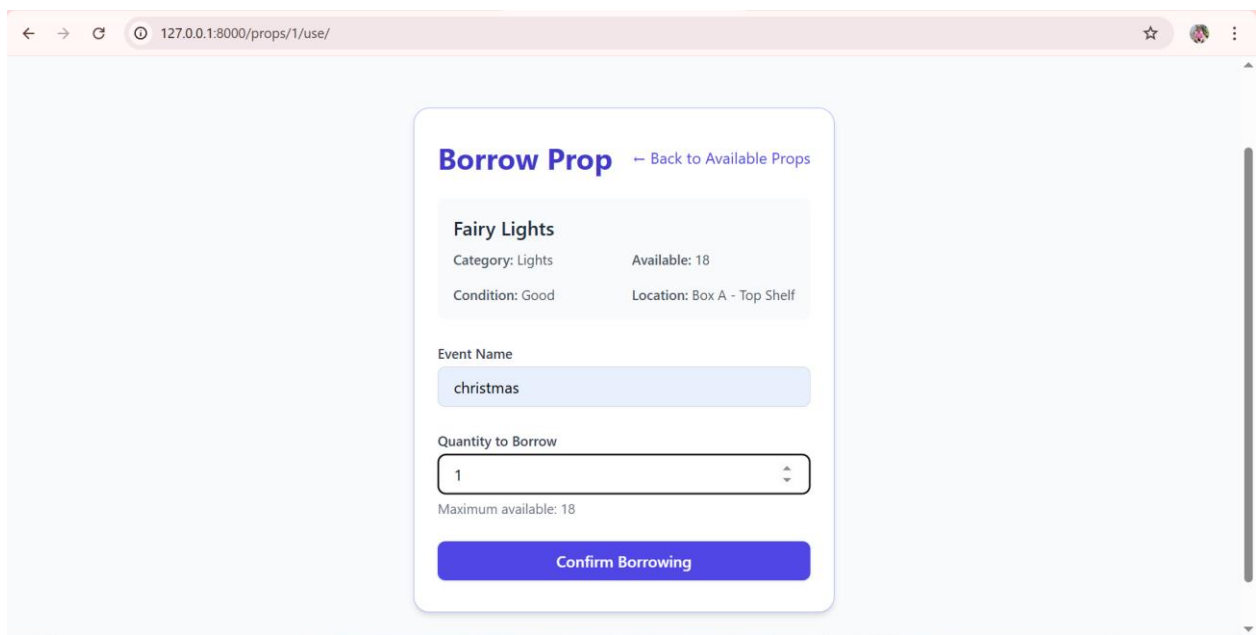 127.0.0.1:8000/props/1/use/
Borrow Prop ← Back to Available Props
Fairy Lights
Category: Lights Available: 18
Condition: Good Location: Box A - Top Shelf
Event Name
christmas
Quantity to Borrow
1
Maximum available: 18
Confirm Borrowing